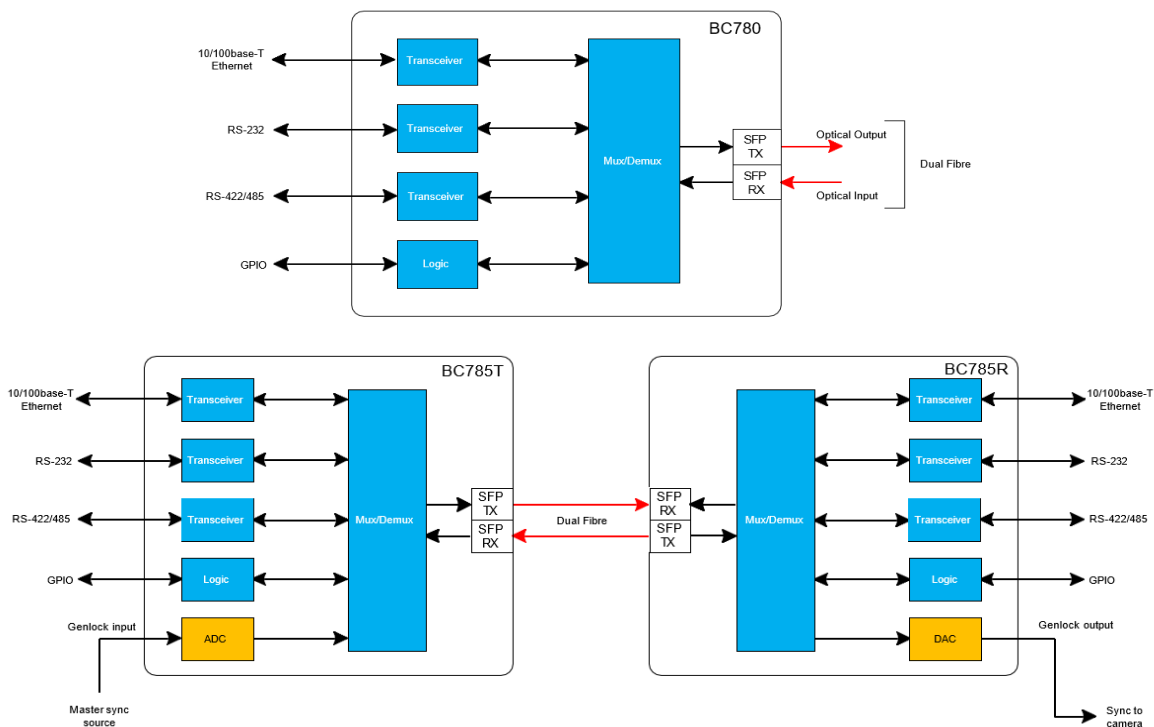 BC780
10/100base-T
Ethernet
Transceiver
RS-232
Transceiver
RS-422/485
Transceiver
GPIO
Logic
Mux/Demux
SFP
TX
SFP
RX
Optical Output
Optical Input
Dual Fibre
BC785T
10/100base-T
Ethernet
Transceiver
RS-232
Transceiver
RS-422/485
Transceiver
GPIO
Logic
Genlock input
ADC
Master sync
source
Mux/Demux
SFP
TX
SFP
RX
Dual Fibre
BC785R
SFP
RX
SFP
TX
Mux/Demux
Transceiver
10/100base-T
Ethernet
Transceiver
RS-232
Transceiver
RS-422/485
Logic
GPIO
DAC
Genlock output
Sync to
camera